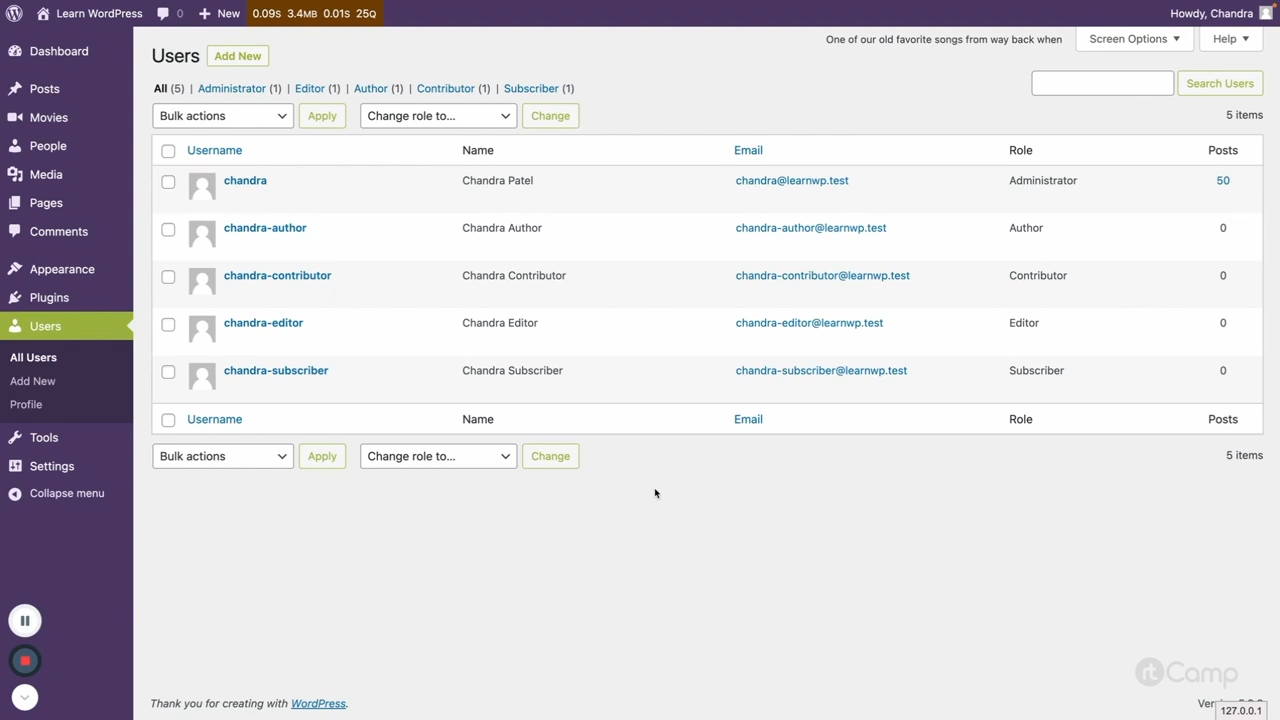 Learn WordPress 0 New 0.09s 3.4MB 0.01s 25Q Howdy, Chandra
Dashboard
Posts
Movies
People
Media
Pages
Comments
Appearance
Plugins
Users
All Users
Add New
Profile
Tools
Settings
Collapse menu
One of our old favorite songs from way back when Screen Options Help
Users Add New
All (5) | Administrator (1) | Editor (1) | Author (1) | Contributor (1) | Subscriber (1)
Search Users
Bulk actions Apply Change role to... Change 5 items
Username Name Email Role Posts
chandra Chandra Patel chandra@learnwp.test Administrator 50
chandra-author Chandra Author chandra-author@learnwp.test Author 0
chandra-contributor Chandra Contributor chandra-contributor@learnwp.test Contributor 0
chandra-editor Chandra Editor chandra-editor@learnwp.test Editor 0
chandra-subscriber Chandra Subscriber chandra-subscriber@learnwp.test Subscriber 0
Username Name Email Role Posts
Bulk actions Apply Change role to... Change 5 items
rtCamp
Thank you for creating with WordPress.
127.0.0.1